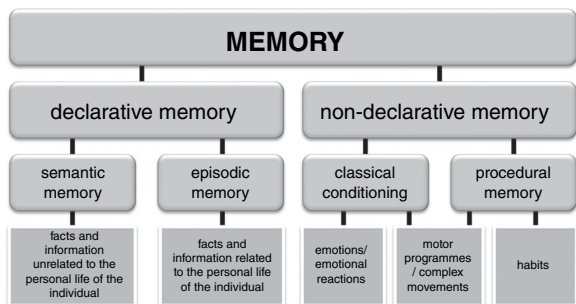 MEMORY
declarative memory
non-declarative memory
semantic
memory
episodic
memory
classical
conditioning
procedural
memory
facts and
information
unrelated to the
personal life of the
individual
facts and
information related
to the personal life
of the individual
emotions/
emotional
reactions
motor
programmes
/ complex
movements
habits